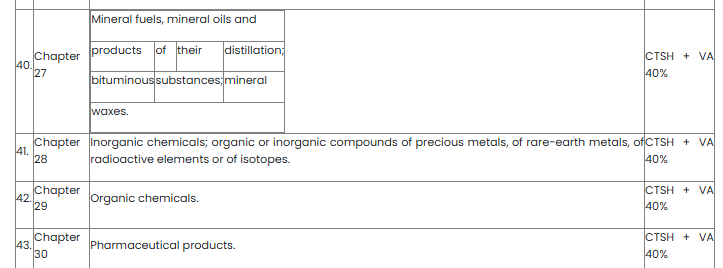 Mineral fuels, mineral oils and
40. Chapter 27 products of their distillation; CTSH + VA 40%
bituminous substances; mineral
waxes.
41. Chapter 28 Inorganic chemicals; organic or inorganic compounds of precious metals, of rare-earth metals, of CTSH + VA 40%
radioactive elements or of isotopes.
42. Chapter 29 Organic chemicals. CTSH + VA 40%
43. Chapter 30 Pharmaceutical products. CTSH + VA 40%